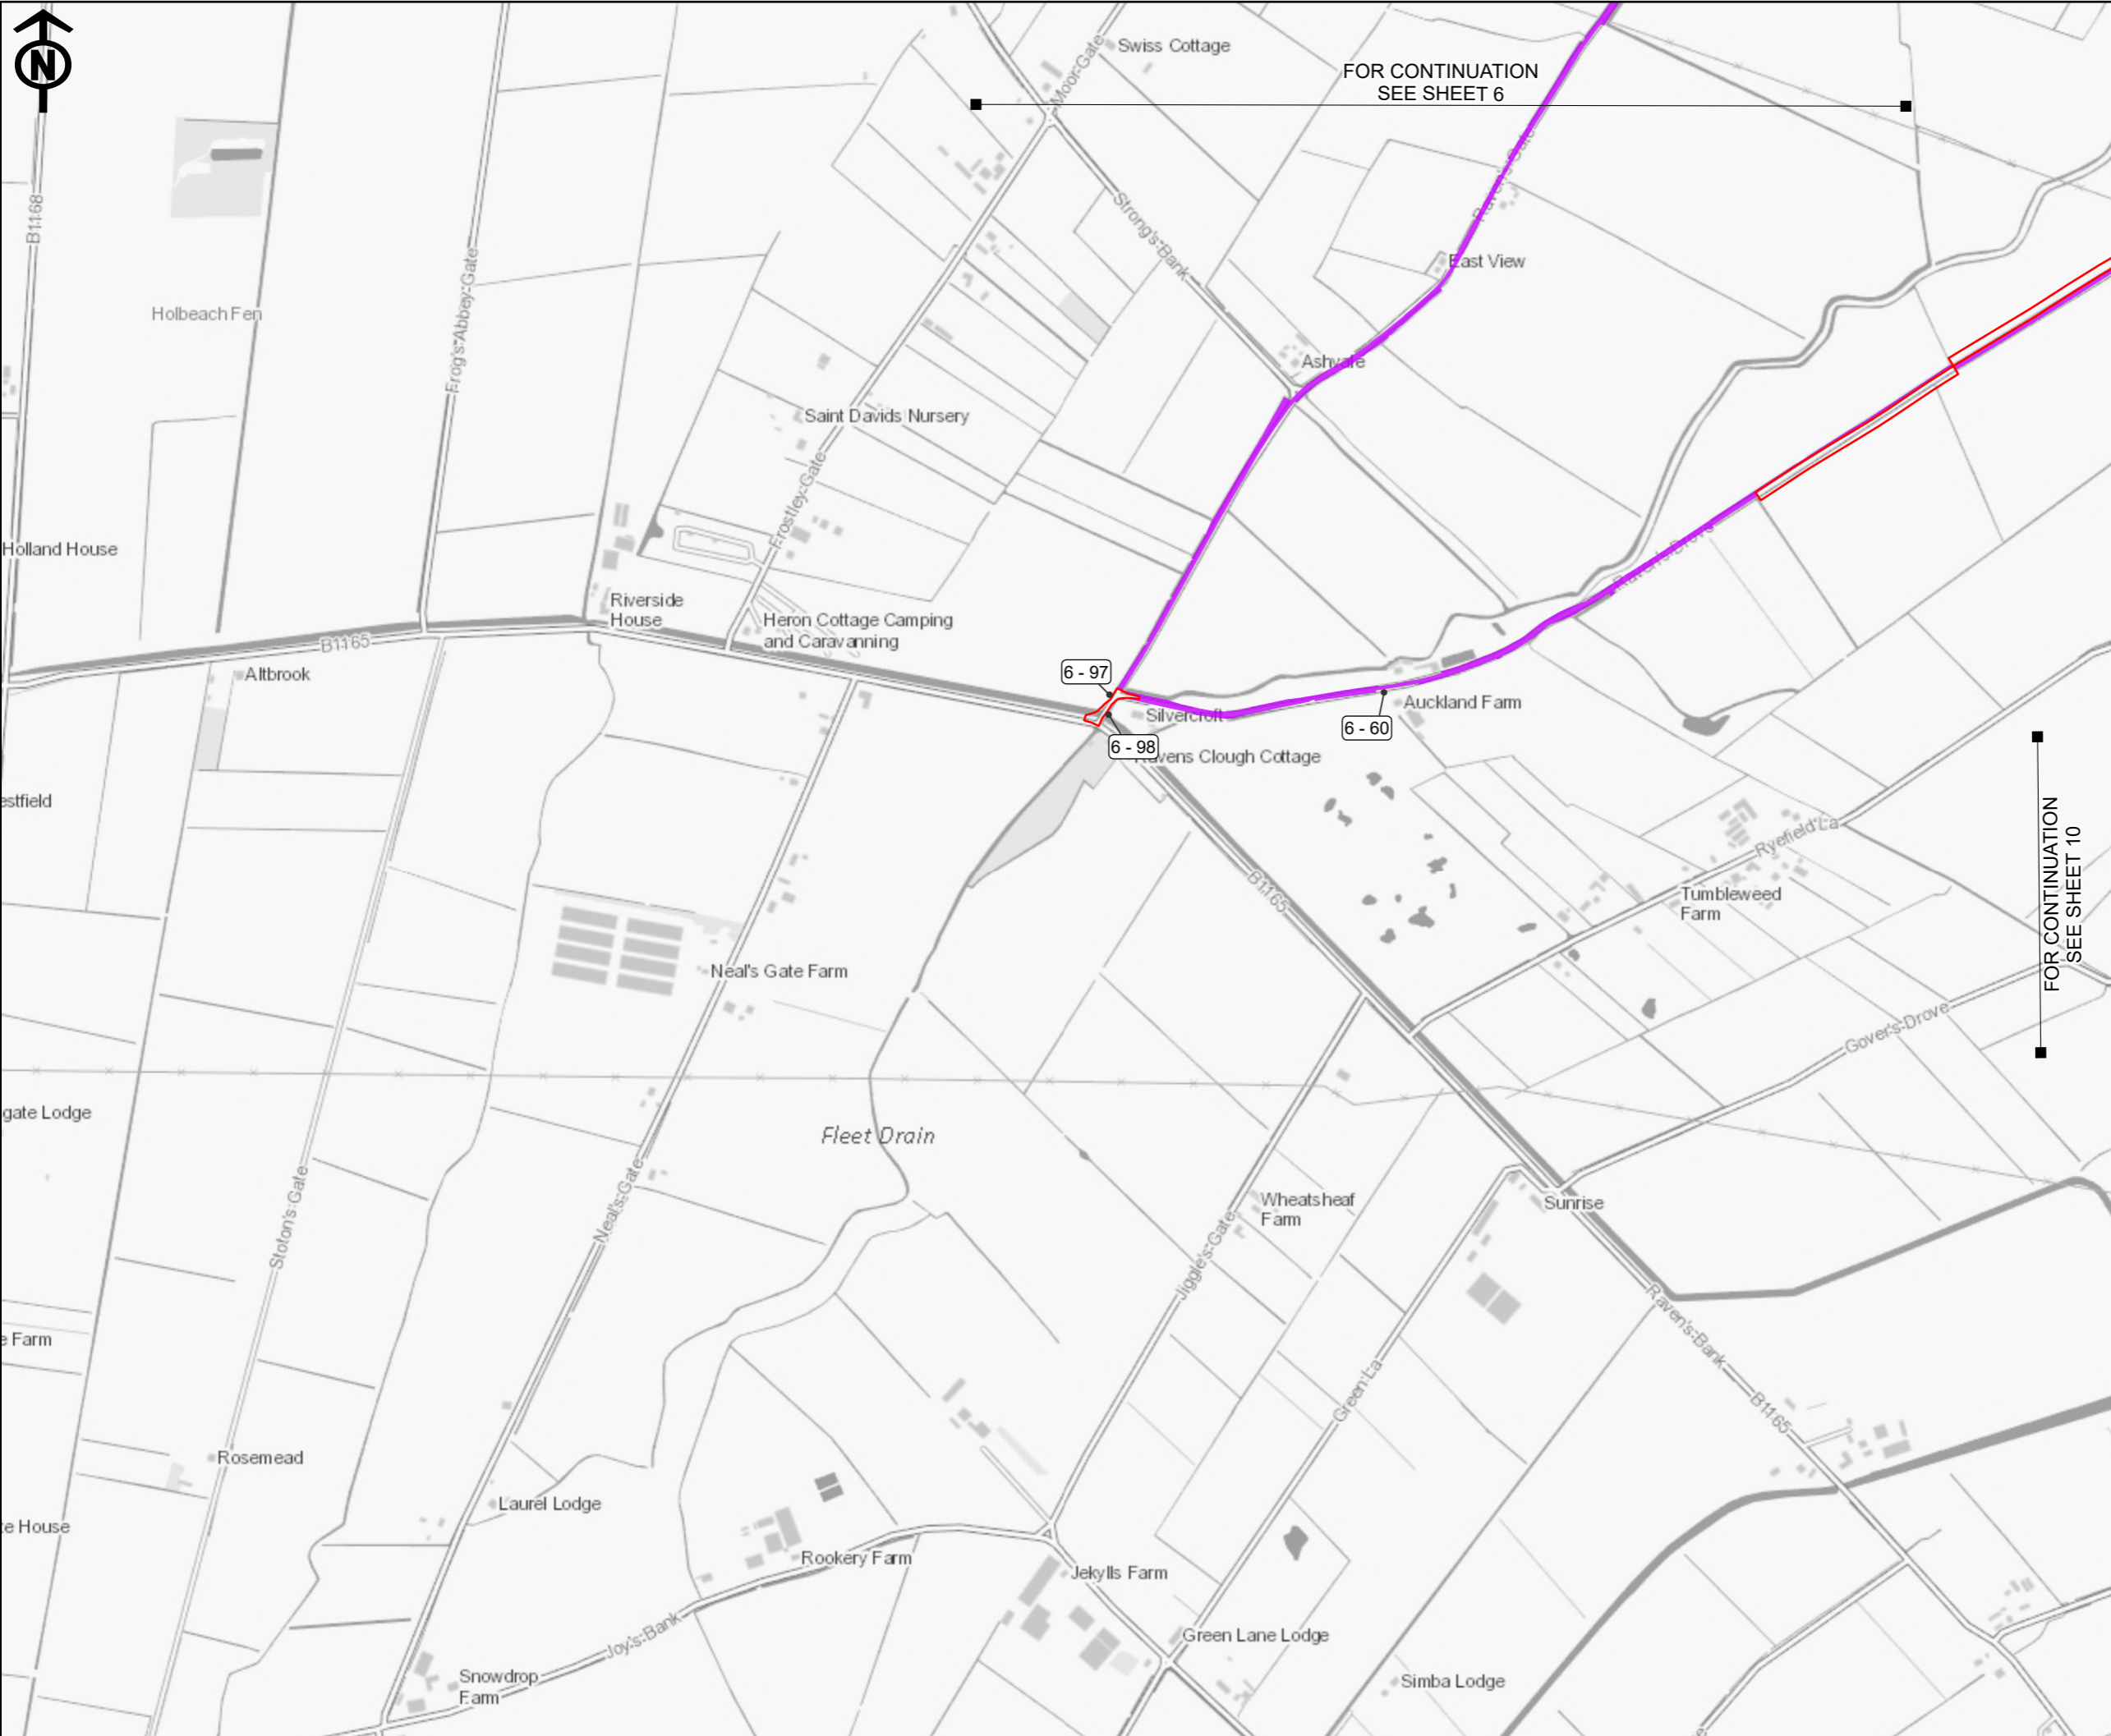 N
Swiss Cottage
Moor Gate
FOR CONTINUATION
SEE SHEET 6
B1168
Strong's Bank
Frog's Abbey Gate
East View
Holbeach Fen
Ashvale
Saint Davids Nursery
Frostley Gate
Holland House
Riverside
House
Heron Cottage Camping
and Caravanning
B1165
Altbrook
6 - 97
Silvercroft
Auckland Farm
6 - 60
6 - 98
Clough Cottage
estfield
FOR CONTINUATION
SEE SHEET 10
Ryefield La
B1165
Tumbleweed
Farm
Neal's Gate Farm
Gover's Drove
gate Lodge
Fleet Drain
Stoton's Gate
Neal's Gate
Wheatsheaf
Farm
Sunrise
Jiggle's Gate
Raven's Bank
e Farm
Green La
B1165
Rosemead
Laurel Lodge
te House
Rookery Farm
Jekylls Farm
Joy's Bank
Green Lane Lodge
Snowdrop
Farm
Simba Lodge